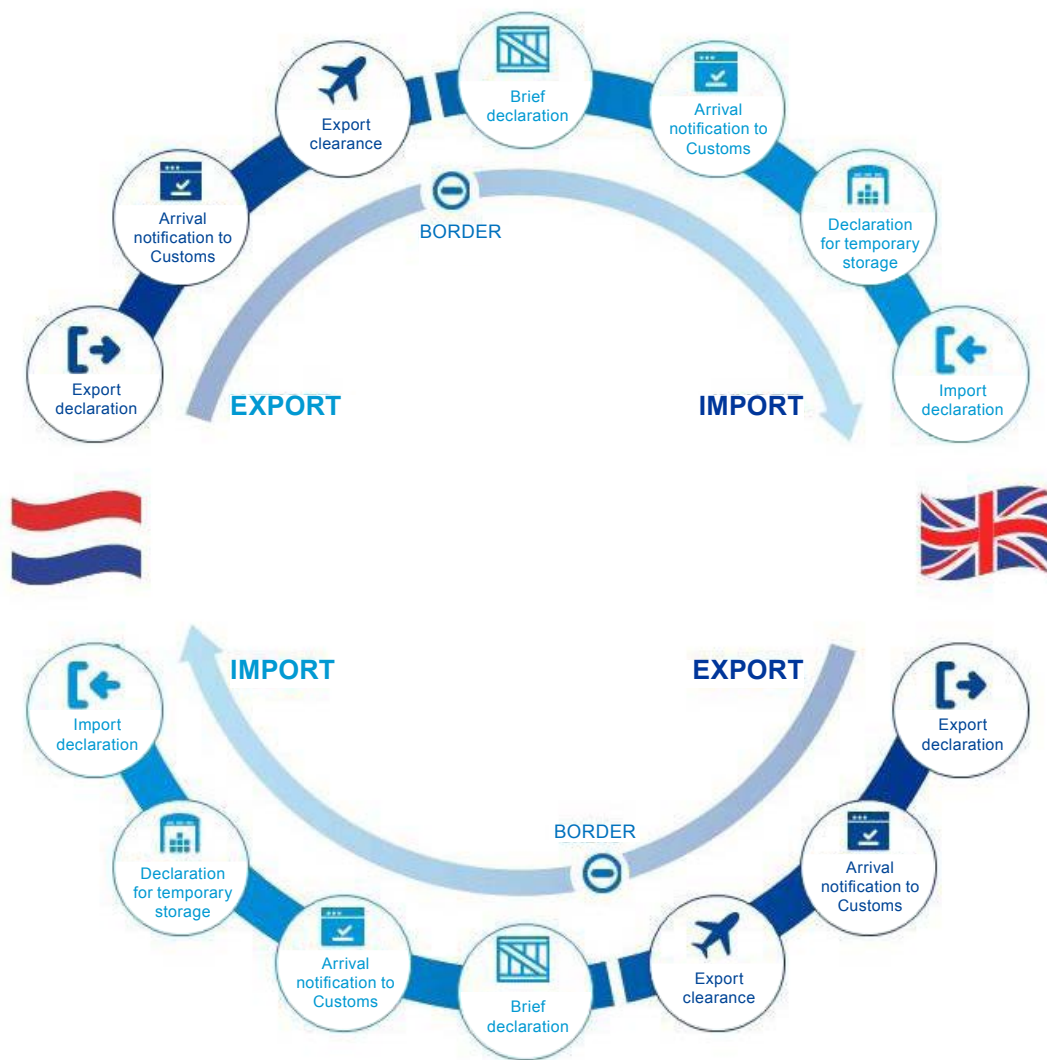 Brief
declaration
Export
clearance
Arrival
notification to
Customs
Arrival
notification to
Customs
Declaration
for temporary
storage
BORDER
Export
declaration
Import
declaration
EXPORT
IMPORT
IMPORT
EXPORT
Import
declaration
Export
declaration
BORDER
Declaration
for temporary
storage
Arrival
notification to
Customs
Arrival
notification to
Customs
Export
clearance
Brief
declaration